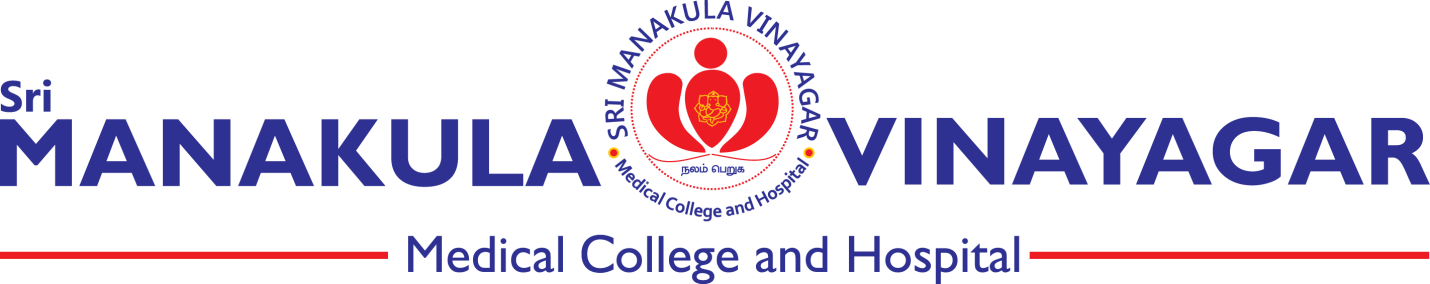 Sri
MANAKULA VINAYAGAR
SRI MANAKULA VINAYAGAR
நலம் பெறுக
Medical College and Hospital
Medical College and Hospital